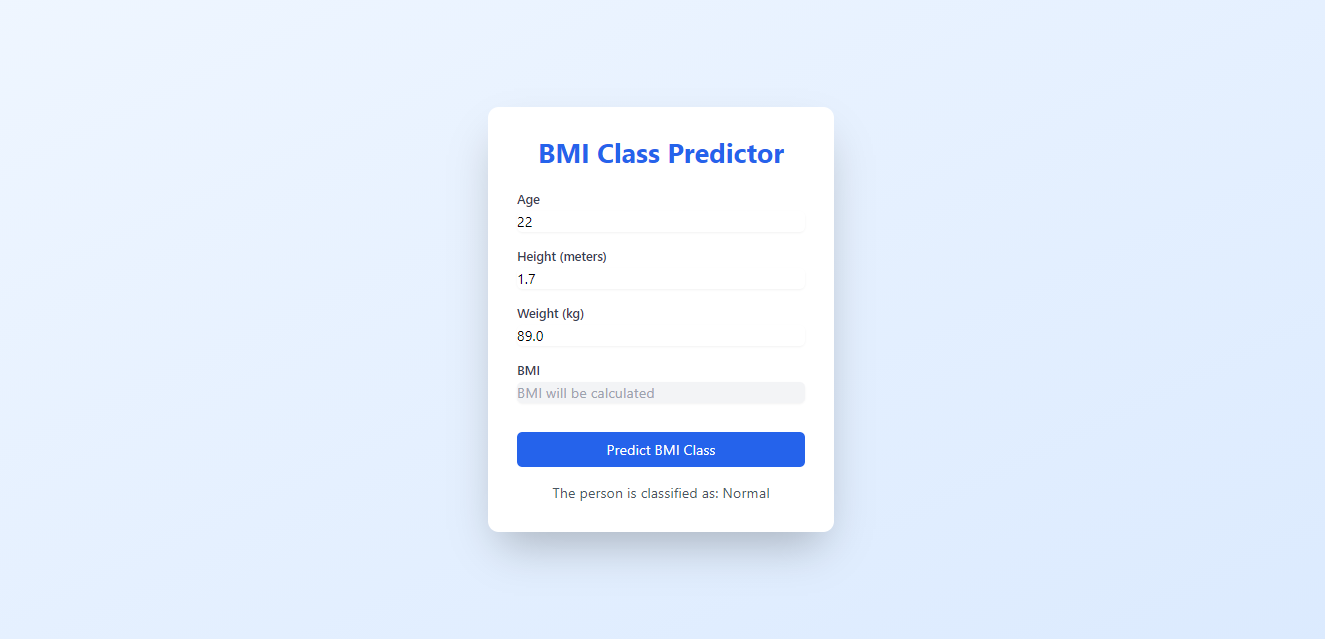 BMI Class Predictor
Age
22
Height (meters)
1.7
Weight (kg)
89.0
BMI
BMI will be calculated
Predict BMI Class
The person is classified as: Normal